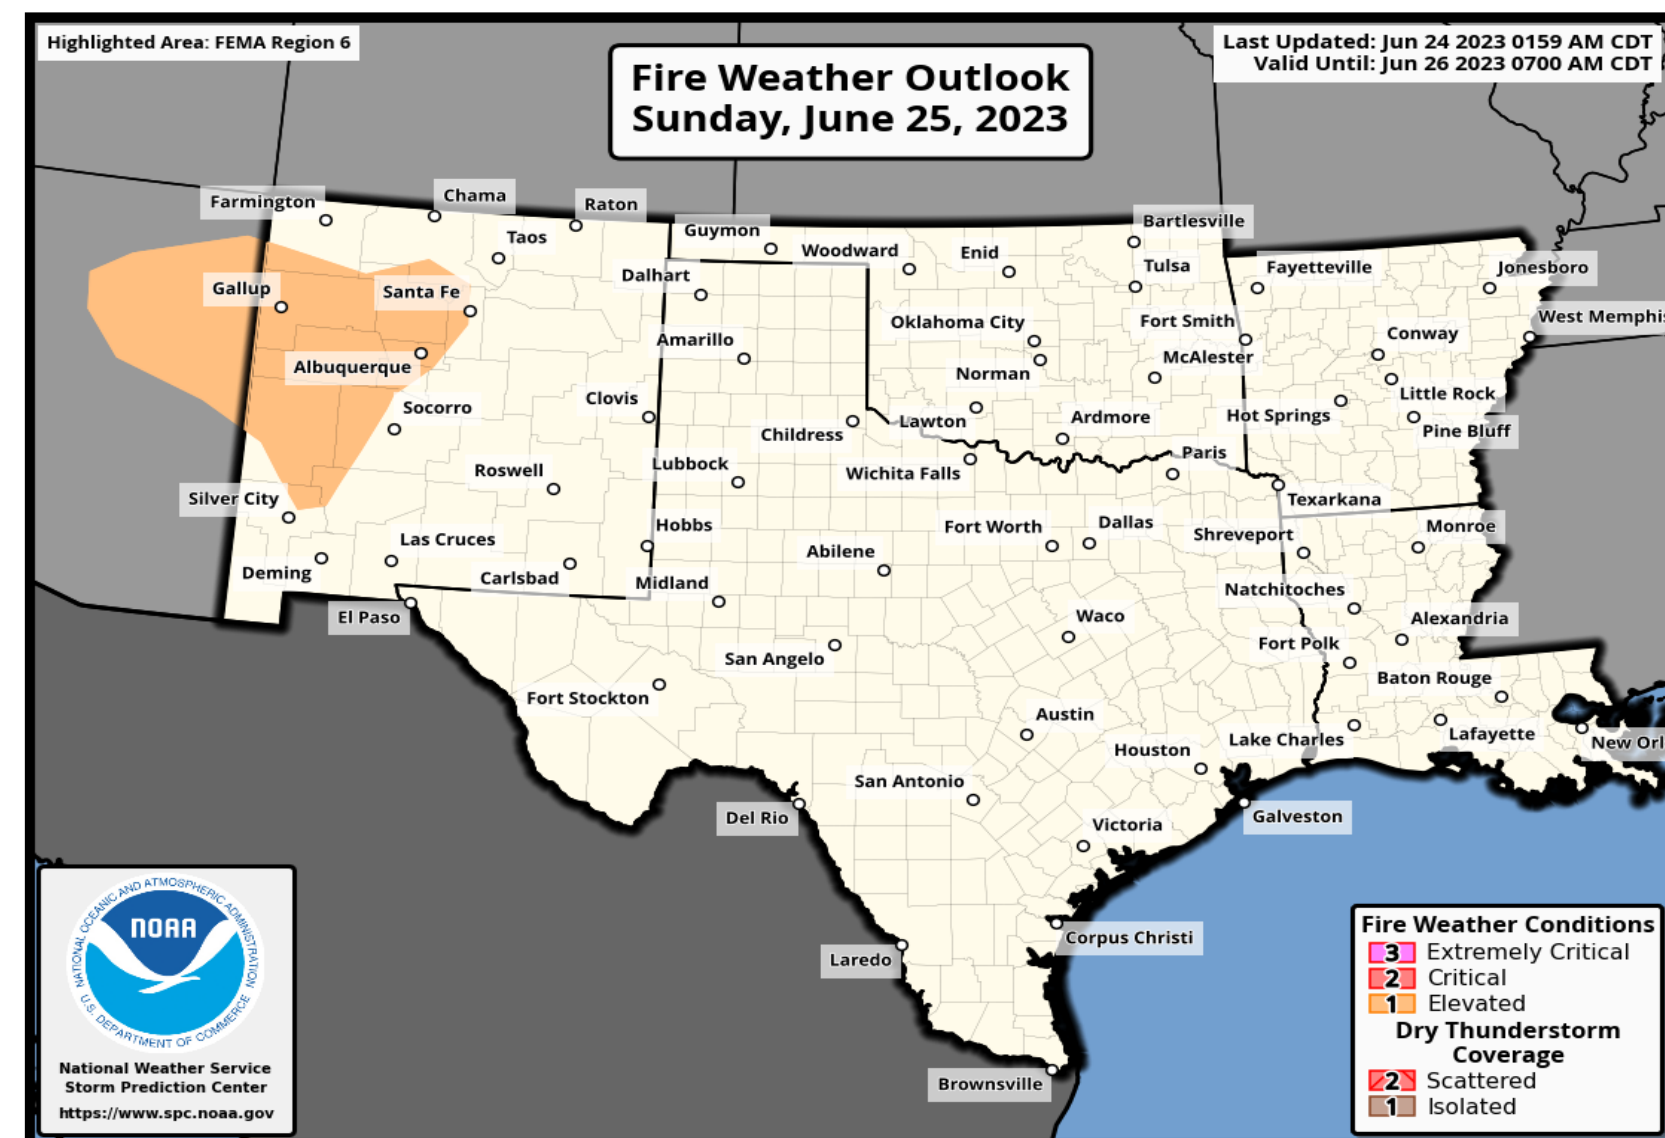 Highlighted Area: FEMA Region 6
Fire Weather Outlook
Sunday, June 25, 2023
Last Updated: Jun 24 2023 0159 AM CDT
Valid Until: Jun 26 2023 0700 AM CDT
Farmington
Chama
Raton
Taos
Guymon
Woodward
Enid
Bartlesville
Tulsa
Fayetteville
Jonesboro
Gallup
Santa Fe
Dalhart
Oklahoma City
Fort Smith
West Memphis
Amarillo
Conway
Albuquerque
Norman
McAlester
Little Rock
Socorro
Clovis
Lawton
Ardmore
Hot Springs
Pine Bluff
Childress
Paris
Roswell
Lubbock
Wichita Falls
Silver City
Texarkana
Las Cruces
Hobbs
Fort Worth
Dallas
Shreveport
Monroe
Abilene
Deming
Carlsbad
Midland
Natchitoches
El Paso
Waco
Alexandria
San Angelo
Fort Polk
Fort Stockton
Baton Rouge
Austin
Houston
Lake Charles
Lafayette
New Orl
San Antonio
Del Rio
Victoria
Galveston
Corpus Christi
Laredo
Brownsville
NATIONAL OCEANIC AND ATMOSPHERIC ADMINISTRATION
NOAA
U.S. DEPARTMENT OF COMMERCE
National Weather Service
Storm Prediction Center
https://www.spc.noaa.gov
Fire Weather Conditions
3 Extremely Critical
2 Critical
1 Elevated
Dry Thunderstorm
Coverage
2 Scattered
1 Isolated